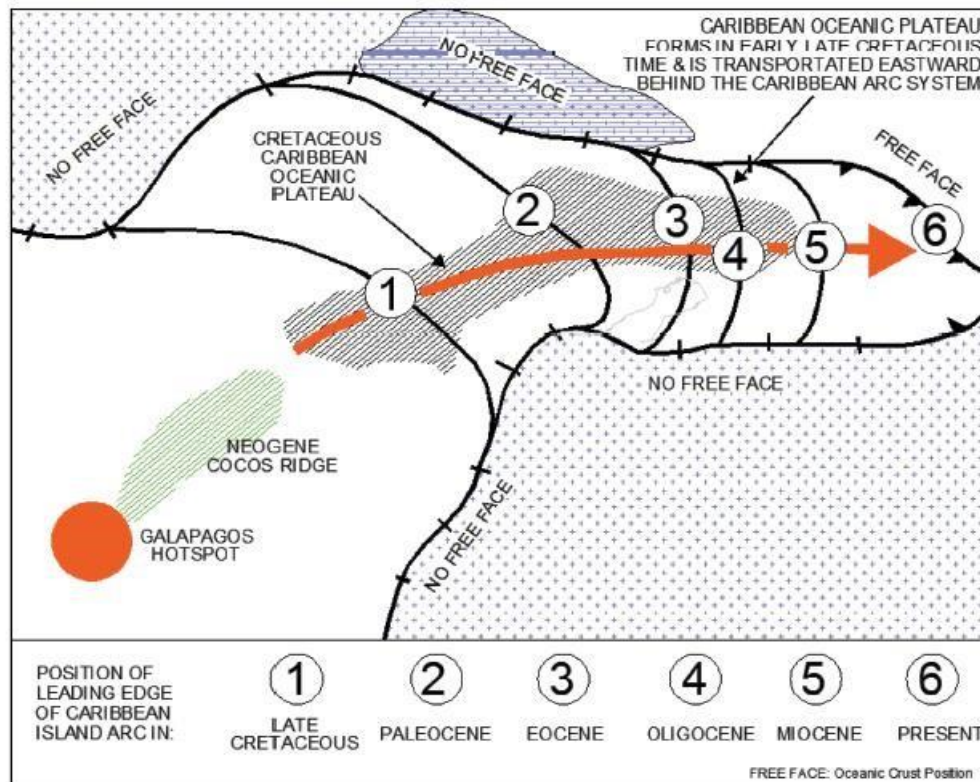 CARIBBEAN OCEANIC PLATEAU
FORMS IN EARLY LATE CRETACEOUS
TIME & IS TRANSPORTATED EASTWARD
BEHIND THE CARIBBEAN ARC SYSTEM
NO FREE FACE
NO FREE FACE
FREE FACE
CRETACEOUS
CARIBBEAN
OCEANIC
PLATEAU
1
2
3
4
5
6
NO FREE FACE
NEOGENE
COCOS RIDGE
NO FREE FACE
GALAPAGOS
HOTSPOT
POSITION OF
LEADING EDGE
OF CARIBBEAN
ISLAND ARC IN:
1
LATE
CRETACEOUS
2
PALEOCENE
3
EOCENE
4
OLIGOCENE
5
MIOCENE
6
PRESENT
FREE FACE: Oceanic Crust Position